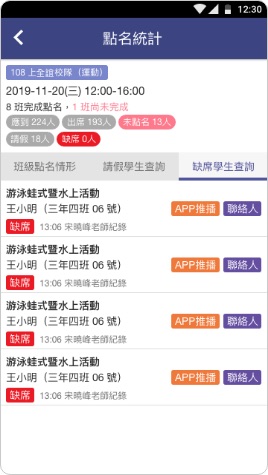 12:30
點名統計
108 上全誼校隊（運動）
2019-11-20(三) 12:00-16:00
8 班完成點名，1 班尚未完成
應到 224人 出席 193人 未點名 13人
請假 18人 缺席 0人
班級點名情形 請假學生查詢 缺席學生查詢
游泳蛙式暨水上活動
王小明（三年四班 06 號） APP推播 聯絡人
缺席 13:06 宋曉峰老師紀錄
游泳蛙式暨水上活動
王小明（三年四班 06 號） APP推播 聯絡人
缺席 13:06 宋曉峰老師紀錄
游泳蛙式暨水上活動
王小明（三年四班 06 號） APP推播 聯絡人
缺席 13:06 宋曉峰老師紀錄
游泳蛙式暨水上活動
王小明（三年四班 06 號） APP推播 聯絡人
缺席 13:06 宋曉峰老師紀錄